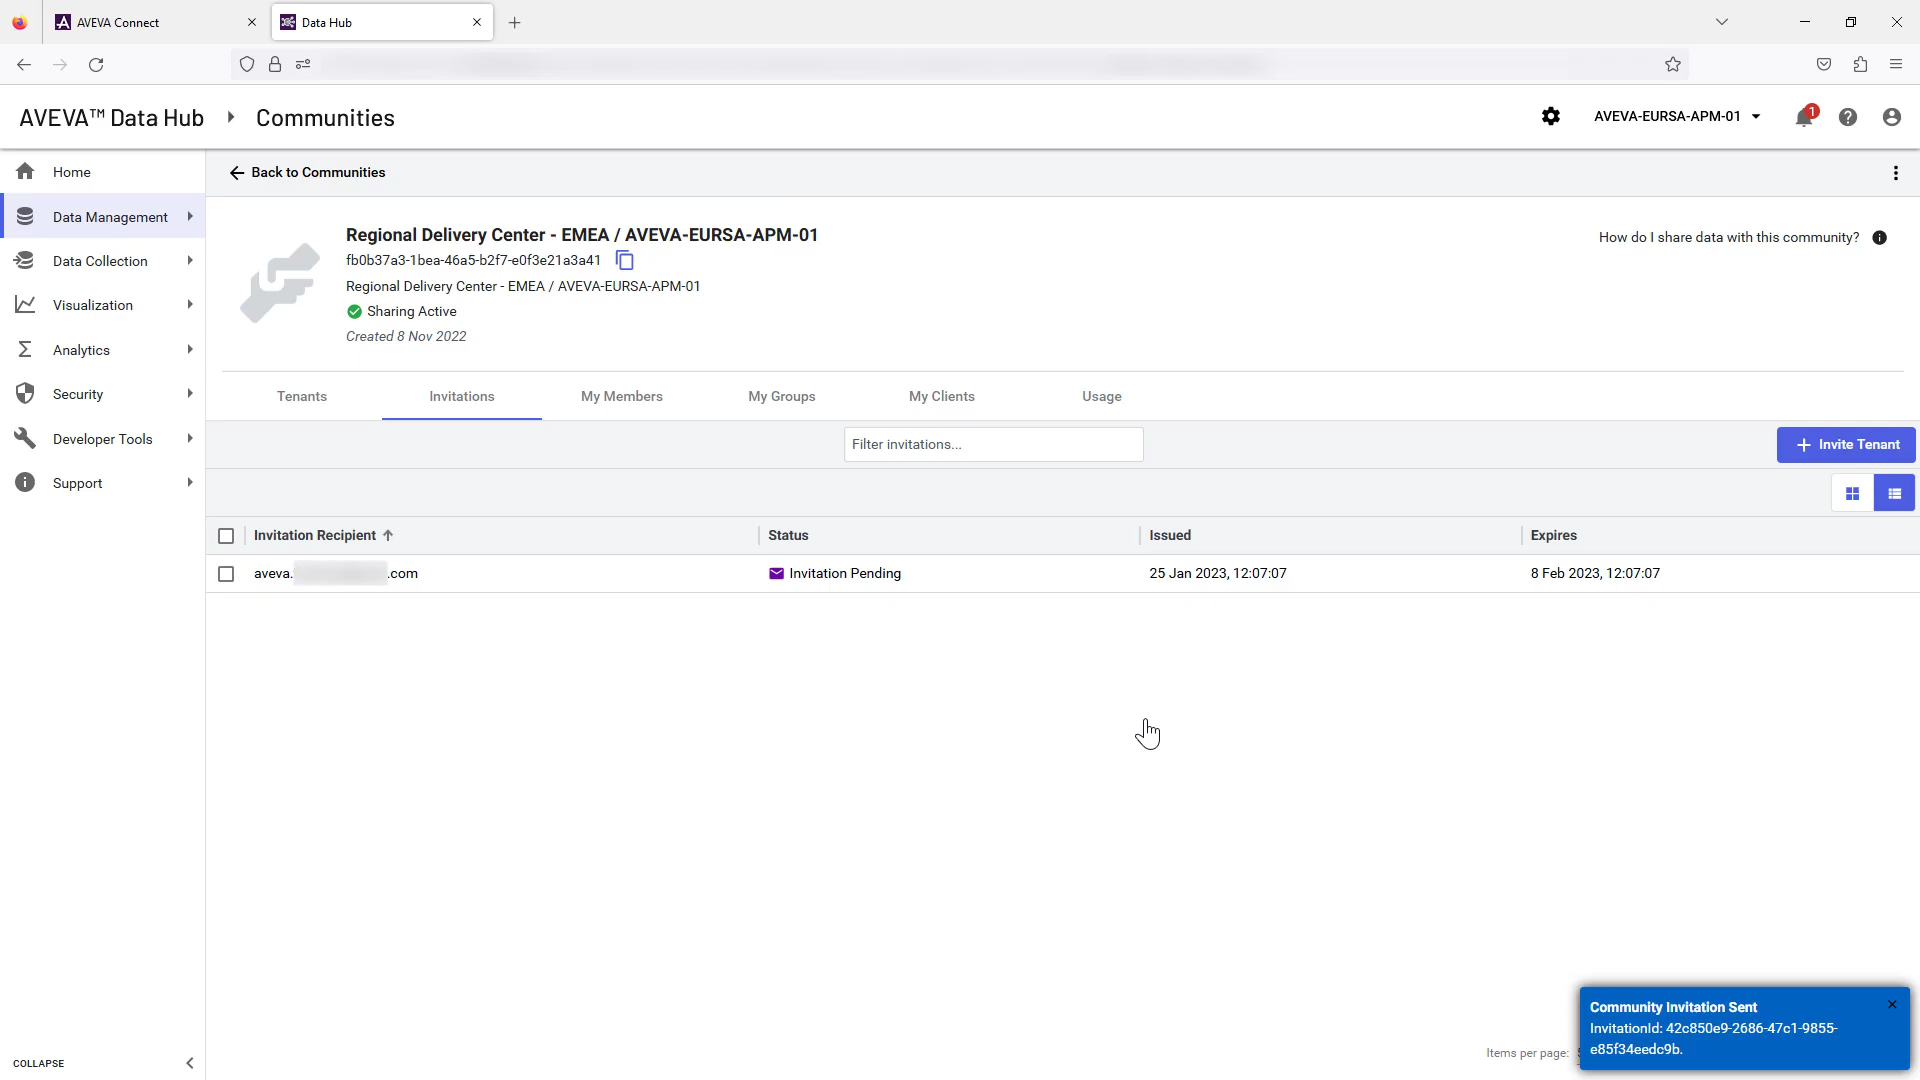 AVEVA Connect
Data Hub
AVEVA™ Data Hub
Communities
AVEVA-EURSA-APM-01
1
Home
Data Management
Data Collection
Visualization
Analytics
Security
Developer Tools
Support
COLLAPSE
Back to Communities
Regional Delivery Center - EMEA / AVEVA-EURSA-APM-01
fb0b37a3-1bea-46a5-b2f7-e0f3e21a3a41
Regional Delivery Center - EMEA / AVEVA-EURSA-APM-01
Sharing Active
Created 8 Nov 2022
How do I share data with this community?
Tenants Invitations My Members My Groups My Clients Usage
Filter invitations...
Invite Tenant
Invitation Recipient Status Issued Expires
aveva. .com Invitation Pending 25 Jan 2023, 12:07:07 8 Feb 2023, 12:07:07
Items per page:
Community Invitation Sent
InvitationId: 42c850e9-2686-47c1-9855-
e85f34eedc9b.